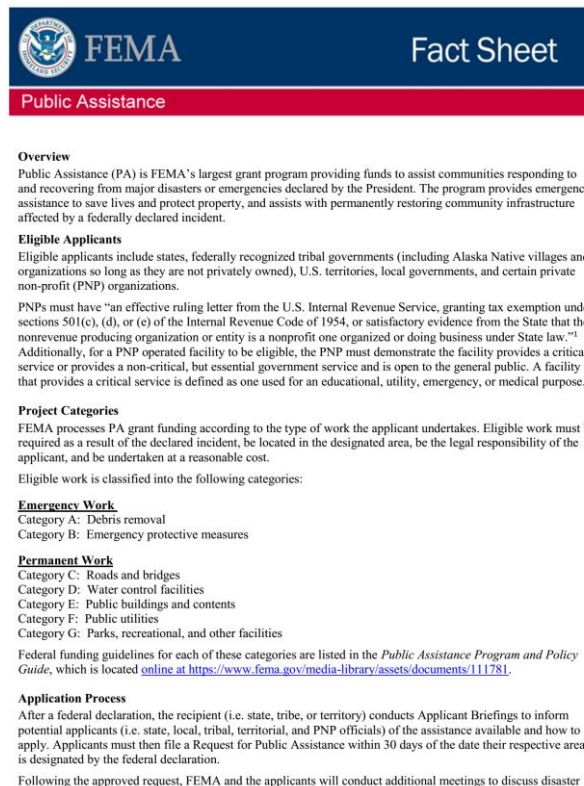 FEMA
Fact Sheet
Public Assistance
Overview
Public Assistance (PA) is FEMA's largest grant program providing funds to assist communities responding to
and recovering from major disasters or emergencies declared by the President. The program provides emergenc
assistance to save lives and protect property, and assists with permanently restoring community infrastructure
affected by a federally declared incident.
Eligible Applicants
Eligible applicants include states, federally recognized tribal governments (including Alaska Native villages and
organizations so long as they are not privately owned), U.S. territories, local governments, and certain private
non-profit (PNP) organizations.
PNPs must have “an effective ruling letter from the U.S. Internal Revenue Service, granting tax exemption unde
sections 501(c), (d), or (e) of the Internal Revenue Code of 1954, or satisfactory evidence from the State that the
nonrevenue producing organization or entity is a nonprofit one organized or doing business under State law.”1
Additionally, for a PNP operated facility to be eligible, the PNP must demonstrate the facility provides a critica
service or provides a non-critical, but essential government service and is open to the general public. A facility
that provides a critical service is defined as one used for an educational, utility, emergency, or medical purpose.
Project Categories
FEMA processes PA grant funding according to the type of work the applicant undertakes. Eligible work must
required as a result of the declared incident, be located in the designated area, be the legal responsibility of the
applicant, and be undertaken at a reasonable cost.
Eligible work is classified into the following categories:
Emergency Work
Category A: Debris removal
Category B: Emergency protective measures
Permanent Work
Category C: Roads and bridges
Category D: Water control facilities
Category E: Public buildings and contents
Category F: Public utilities
Category G: Parks, recreational, and other facilities
Federal funding guidelines for each of these categories are listed in the Public Assistance Program and Policy
Guide, which is located online at https://www.fema.gov/media-library/assets/documents/111781.
Application Process
After a federal declaration, the recipient (i.e. state, tribe, or territory) conducts Applicant Briefings to inform
potential applicants (i.e. state, local, tribal, territorial, and PNP officials) of the assistance available and how to
apply. Applicants must then file a Request for Public Assistance within 30 days of the date their respective area
is designated by the federal declaration.
Following the approved request, FEMA and the applicants will conduct additional meetings to discuss disaster